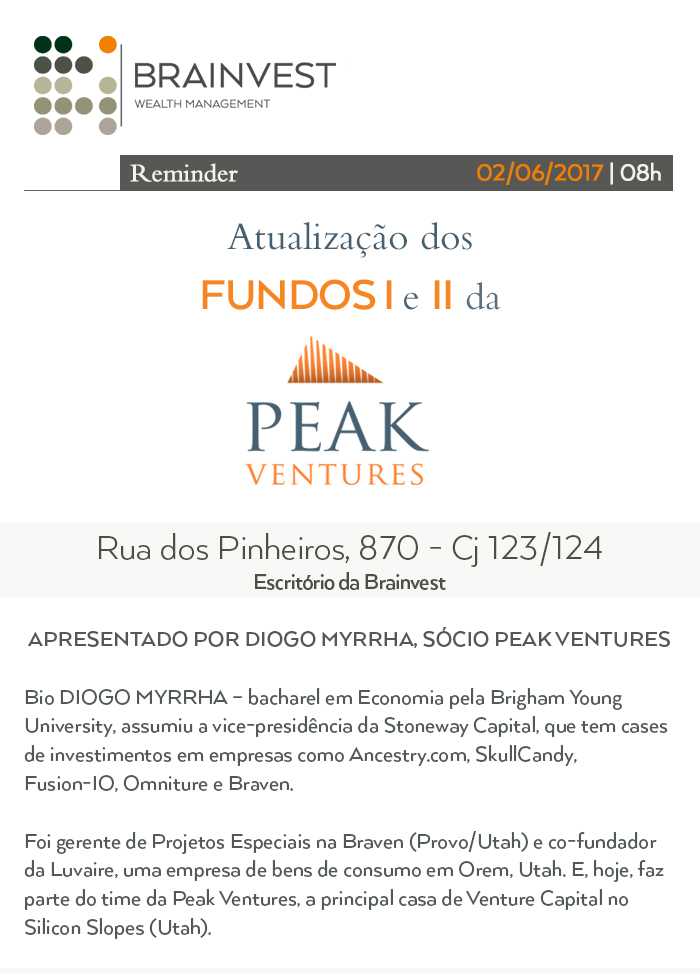 BRAINVEST
WEALTH MANAGEMENT
Reminder 02/06/2017 | 08h
Atualização dos
FUNDOS I e II da
PEAK
VENTURES
Rua dos Pinheiros, 870 - Cj 123/124
Escritório da Brainvest
APRESENTADO POR DIOGO MYRRHA, SÓCIO PEAK VENTURES
Bio DIOGO MYRRHA – bacharel em Economia pela Brigham Young
University, assumiu a vice-presidência da Stoneway Capital, que tem cases
de investimentos em empresas como Ancestry.com, SkullCandy,
Fusion-IO, Omniture e Braven.
Foi gerente de Projetos Especiais na Braven (Provo/Utah) e co-fundador
da Luvaire, uma empresa de bens de consumo em Orem, Utah. E, hoje, faz
parte do time da Peak Ventures, a principal casa de Venture Capital no
Silicon Slopes (Utah).